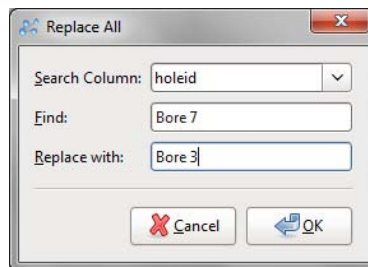 Replace All
Search Column: holeid
Find: Bore 7
Replace with: Bore 3
Cancel OK